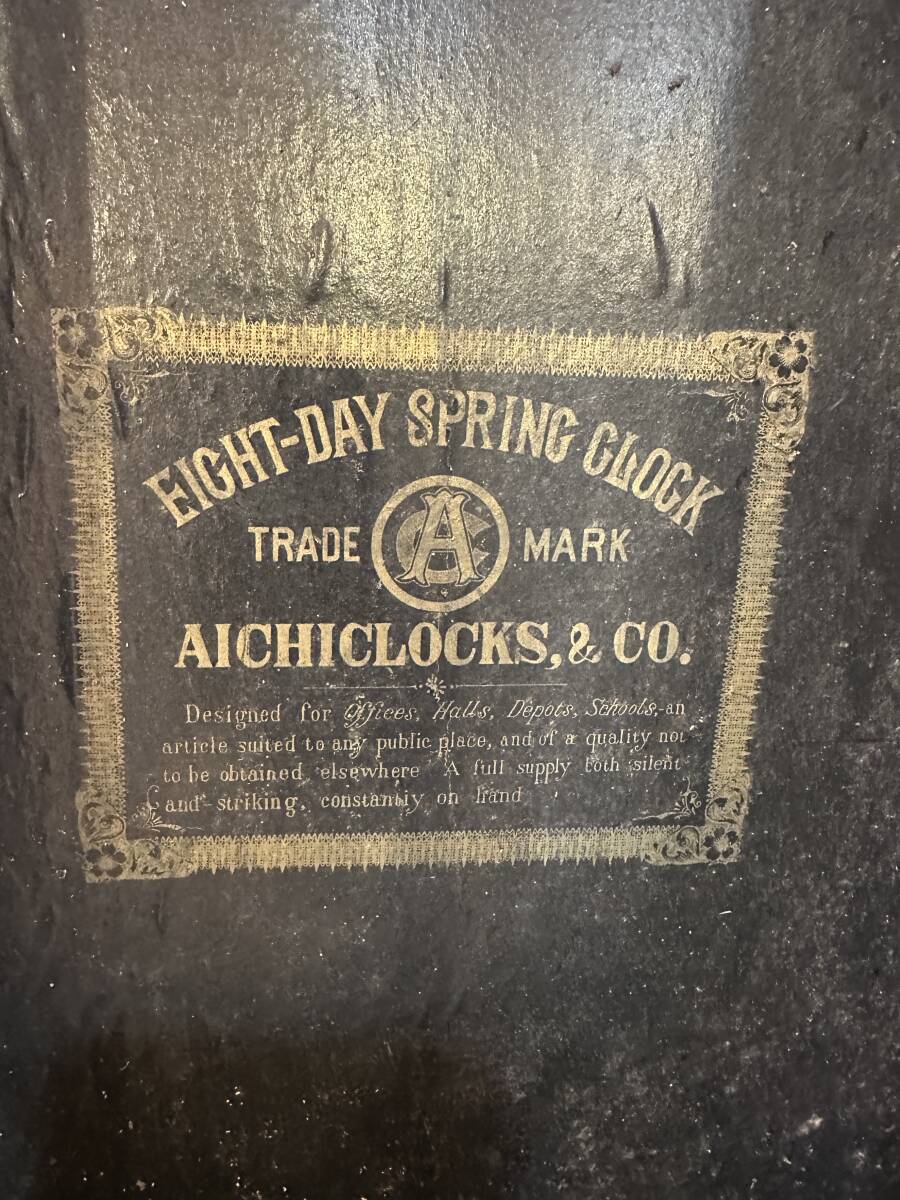 EIGHT-DAY SPRING CLOCK
TRADE AC MARK
AICHICLOCKS, & CO.
Designed for Offices, Halls, Depots, Schools,-an
article suited to any public place, and of a quality not
to be obtained elsewhere A full supply both silent
and-striking, constantly on hand